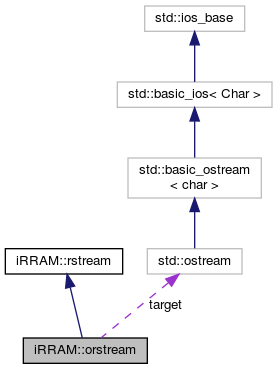 std::ios_base
std::basic_ios< Char >
std::basic_ostream
< char >
iRRAM::rstream
std::ostream
target
iRRAM::orstream